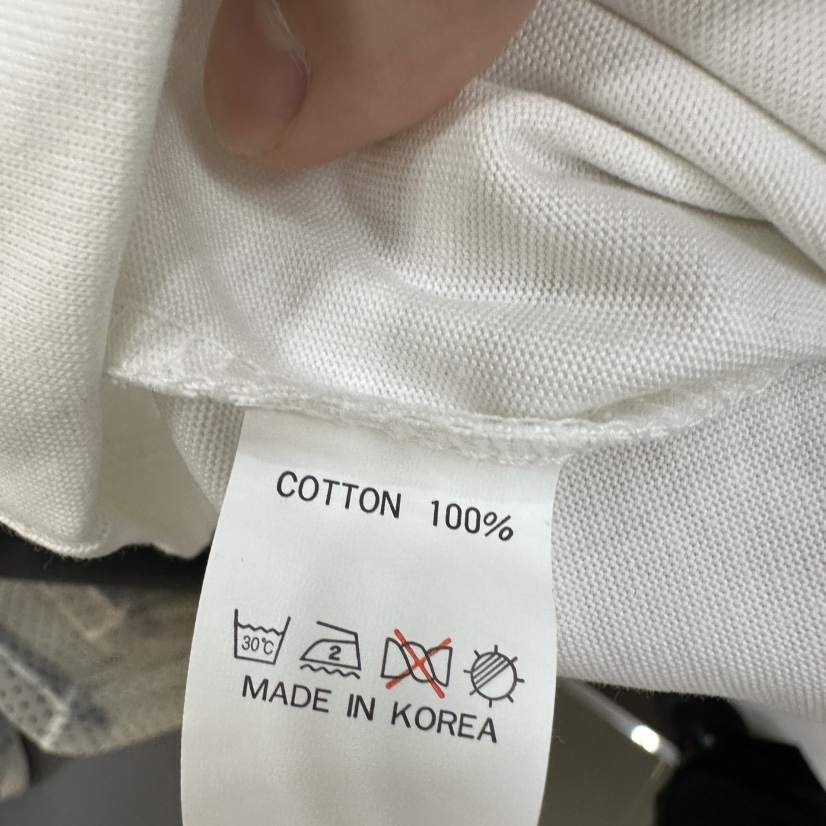 COTTON 100%
30℃ 2
MADE IN KOREA